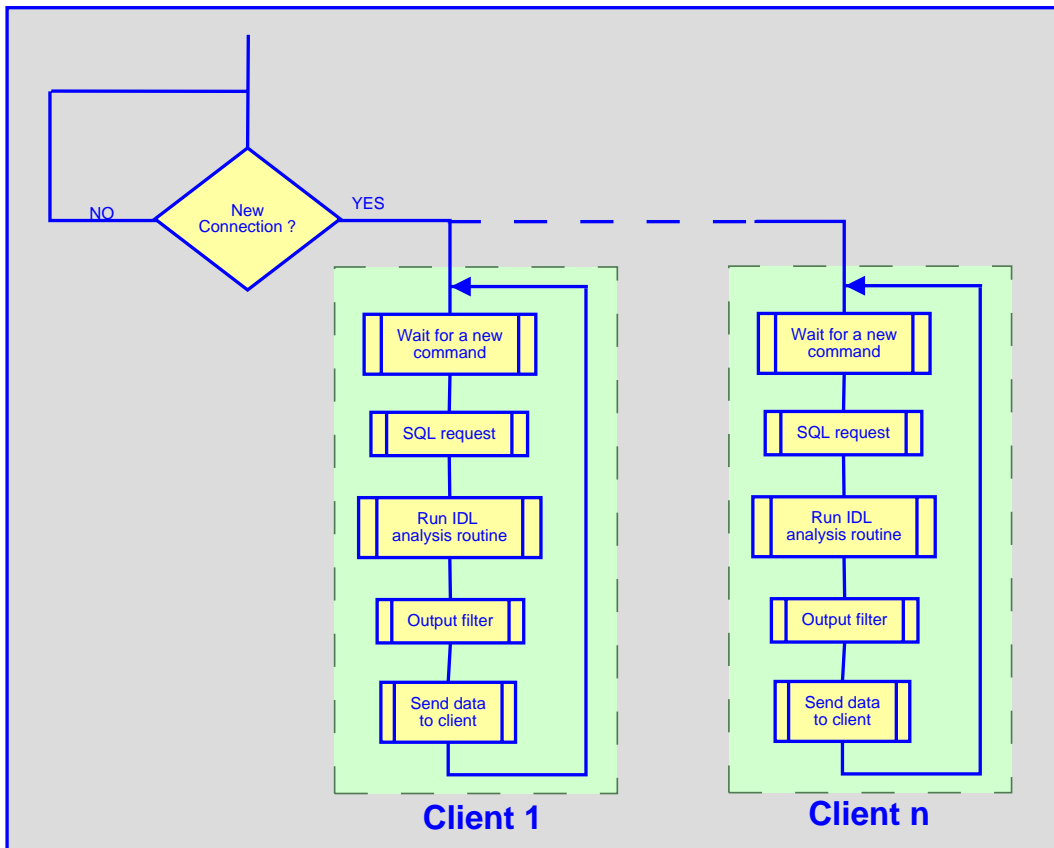 NO
New
Connection ?
YES
Wait for a new
command
SQL request
Run IDL
analysis routine
Output filter
Send data
to client
Client 1
Wait for a new
command
SQL request
Run IDL
analysis routine
Output filter
Send data
to client
Client n